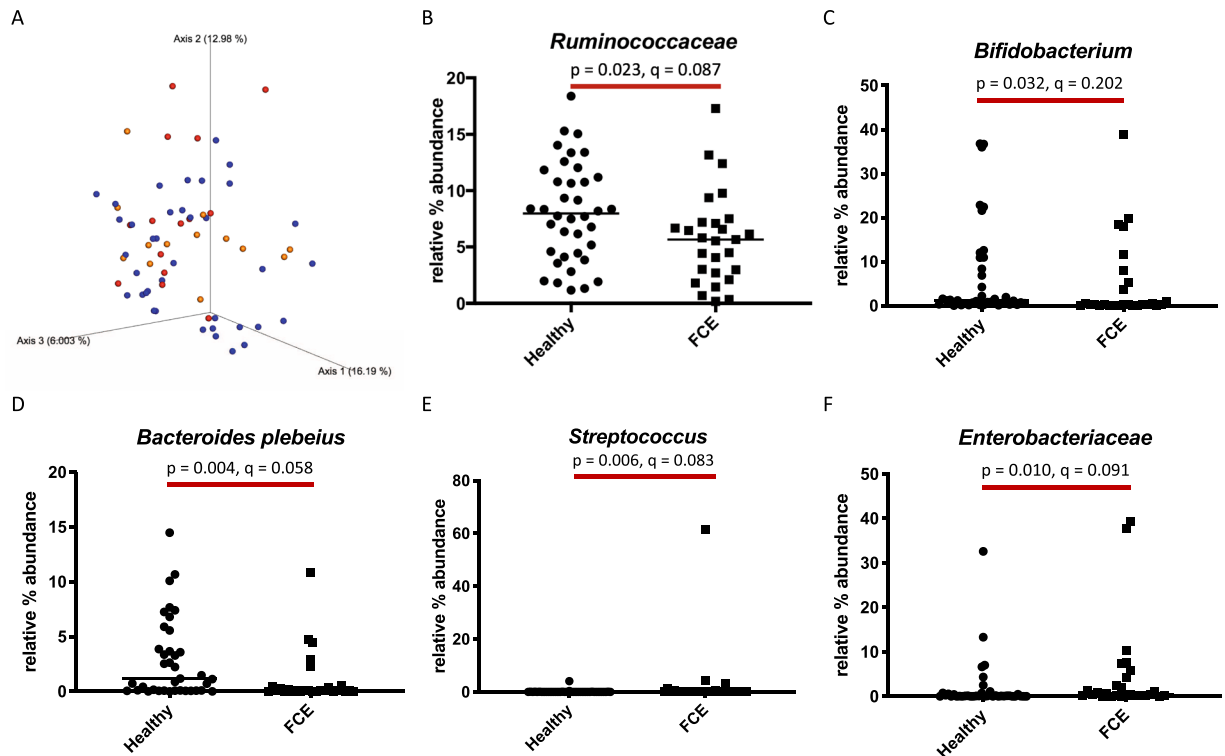 A
Axis 2 (12.98 %)
Axis 3 (6.003 %)
Axis 1 (16.19 %)
B
Ruminococcaceae
p = 0.023, q = 0.087
relative % abundance
20
15
10
5
0
Healthy
FCE
C
Bifidobacterium
p = 0.032, q = 0.202
relative % abundance
50
40
30
20
10
0
Healthy
FCE
D
Bacteroides plebeius
p = 0.004, q = 0.058
relative % abundance
20
15
10
5
0
Healthy
FCE
E
Streptococcus
p = 0.006, q = 0.083
relative % abundance
80
60
40
20
0
Healthy
FCE
F
Enterobacteriaceae
p = 0.010, q = 0.091
relative % abundance
50
40
30
20
10
0
Healthy
FCE